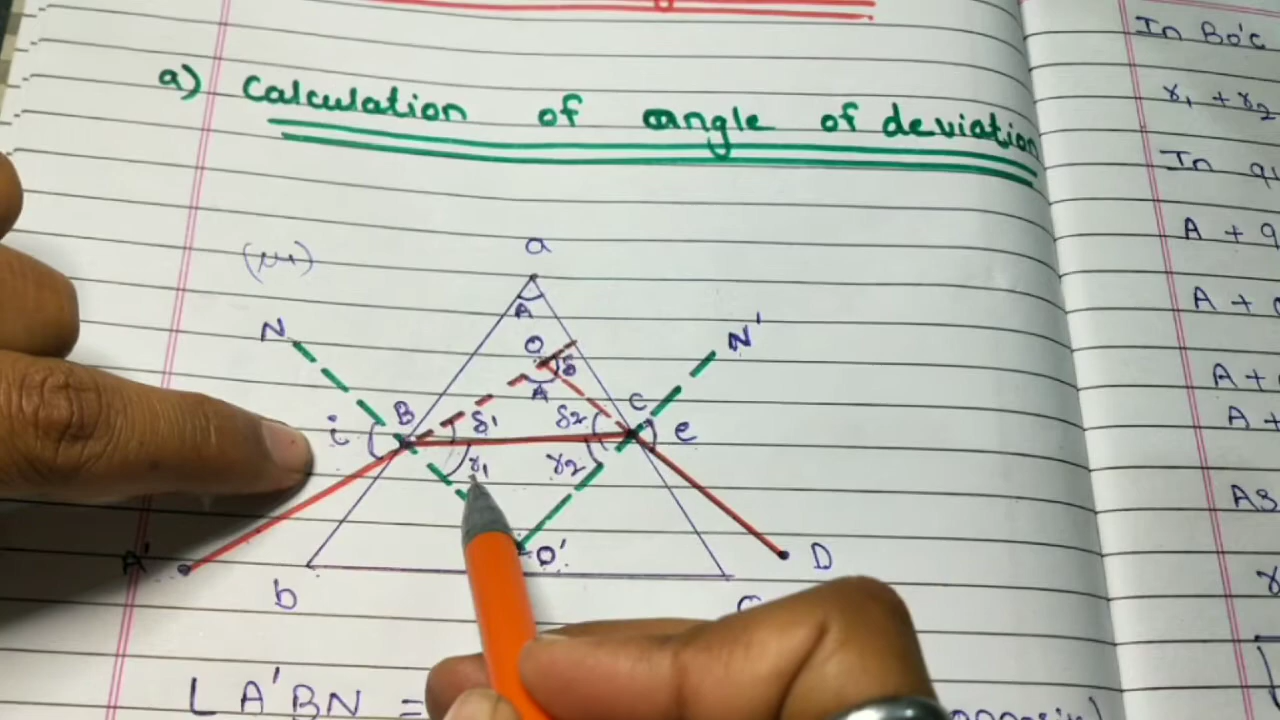 a) Calculation of angle of deviation
a
(μ1)
A
N
N'
O
δ
A
B
C
i
δ1
δ2
e
r1
r2
A'
O'
D
b
∠A'BN =
In BO'C
r1 + r2
In
A +
A +
A +
A +
As